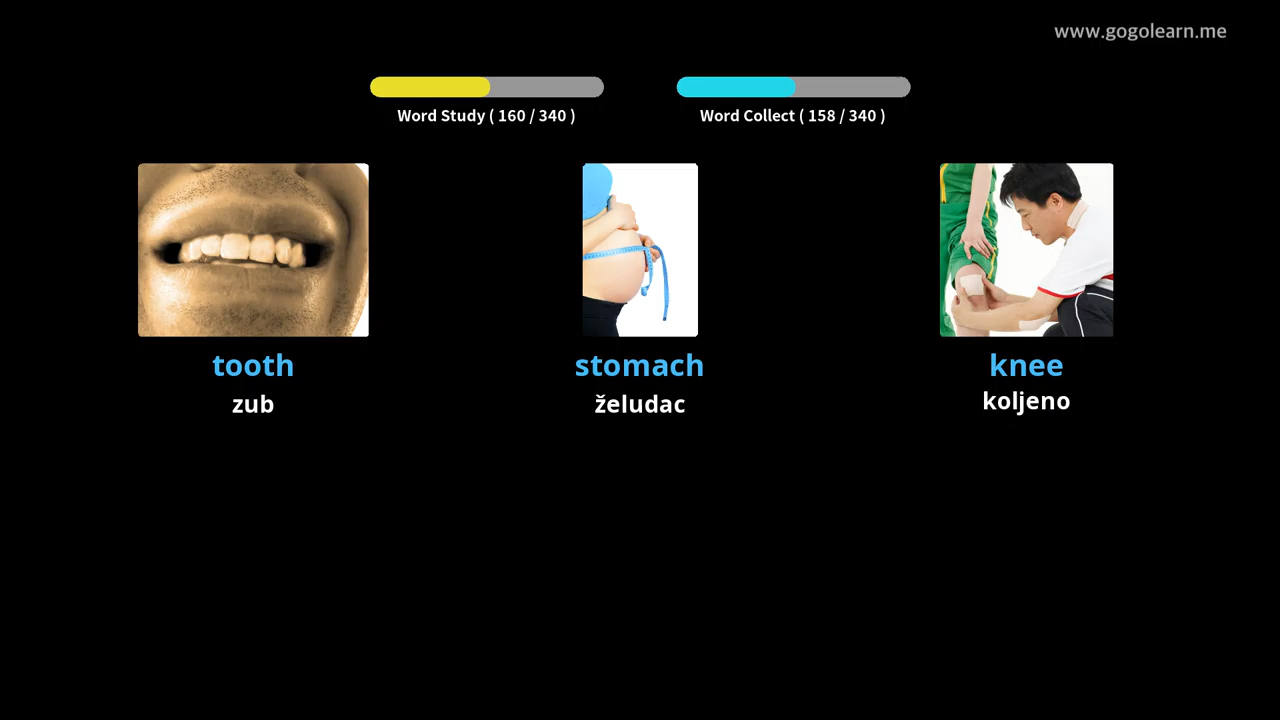 www.gogolearn.me
Word Study ( 160 / 340 )
Word Collect ( 158 / 340 )
tooth
stomach
knee
zub
želudac
koljeno